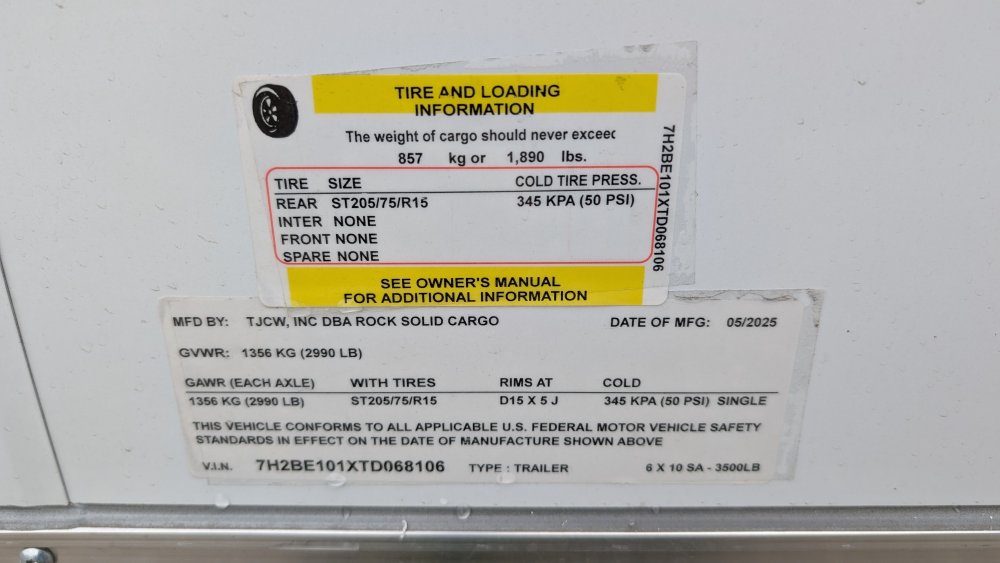 TIRE AND LOADING
INFORMATION
The weight of cargo should never exceed
857 kg or 1,890 lbs.
TIRE SIZE COLD TIRE PRESS.
REAR ST205/75/R15 345 KPA (50 PSI)
INTER NONE
FRONT NONE
SPARE NONE
SEE OWNER'S MANUAL
FOR ADDITIONAL INFORMATION
7H2BE101XTD068106
MFD BY: TJCW, INC DBA ROCK SOLID CARGO DATE OF MFG: 05/2025
GVWR: 1356 KG (2990 LB)
GAWR (EACH AXLE) WITH TIRES RIMS AT COLD
1356 KG (2990 LB) ST205/75/R15 D15 X 5 J 345 KPA (50 PSI) SINGLE
THIS VEHICLE CONFORMS TO ALL APPLICABLE U.S. FEDERAL MOTOR VEHICLE SAFETY
STANDARDS IN EFFECT ON THE DATE OF MANUFACTURE SHOWN ABOVE
V.I.N. 7H2BE101XTD068106 TYPE : TRAILER 6 X 10 SA - 3500LB